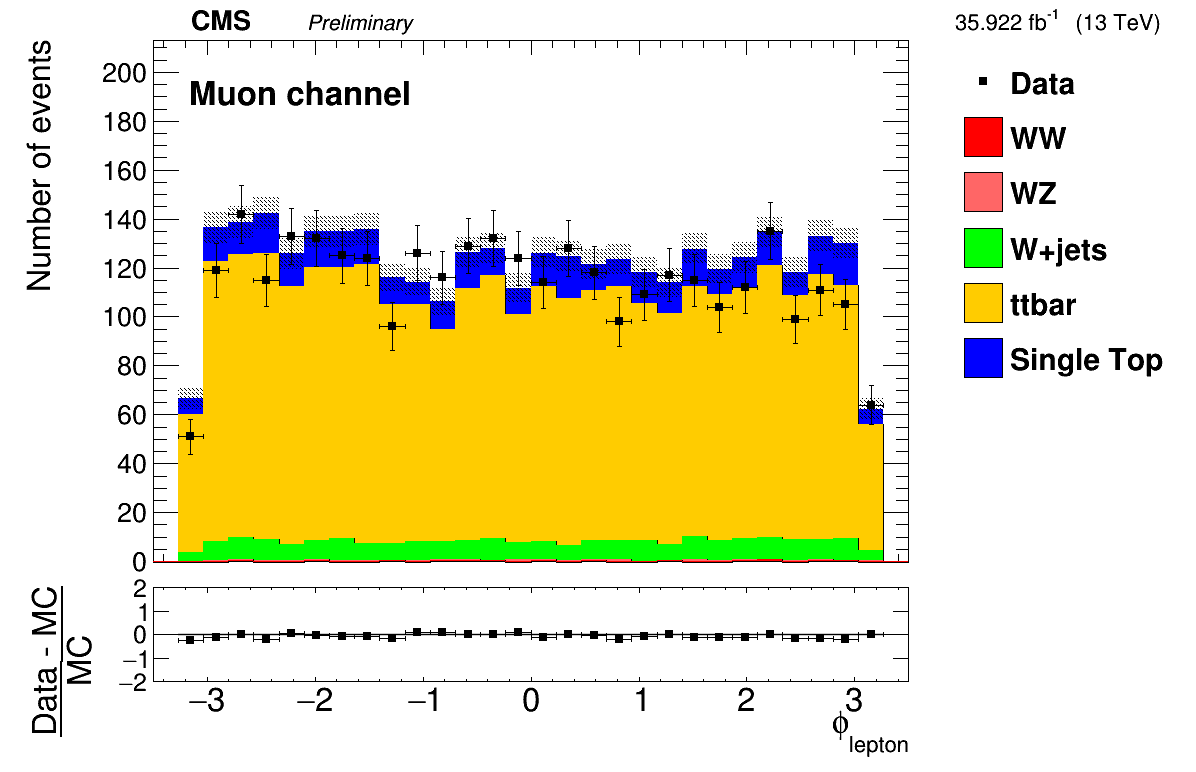 CMS Preliminary 35.922 fb-1 (13 TeV)
Number of events
Muon channel
200
180
160
140
120
100
80
60
40
20
0
Data
WW
WZ
W+jets
ttbar
Single Top
Data - MC
MC
2
1
0
−1
−2
−3 −2 −1 0 1 2 3
ϕlepton